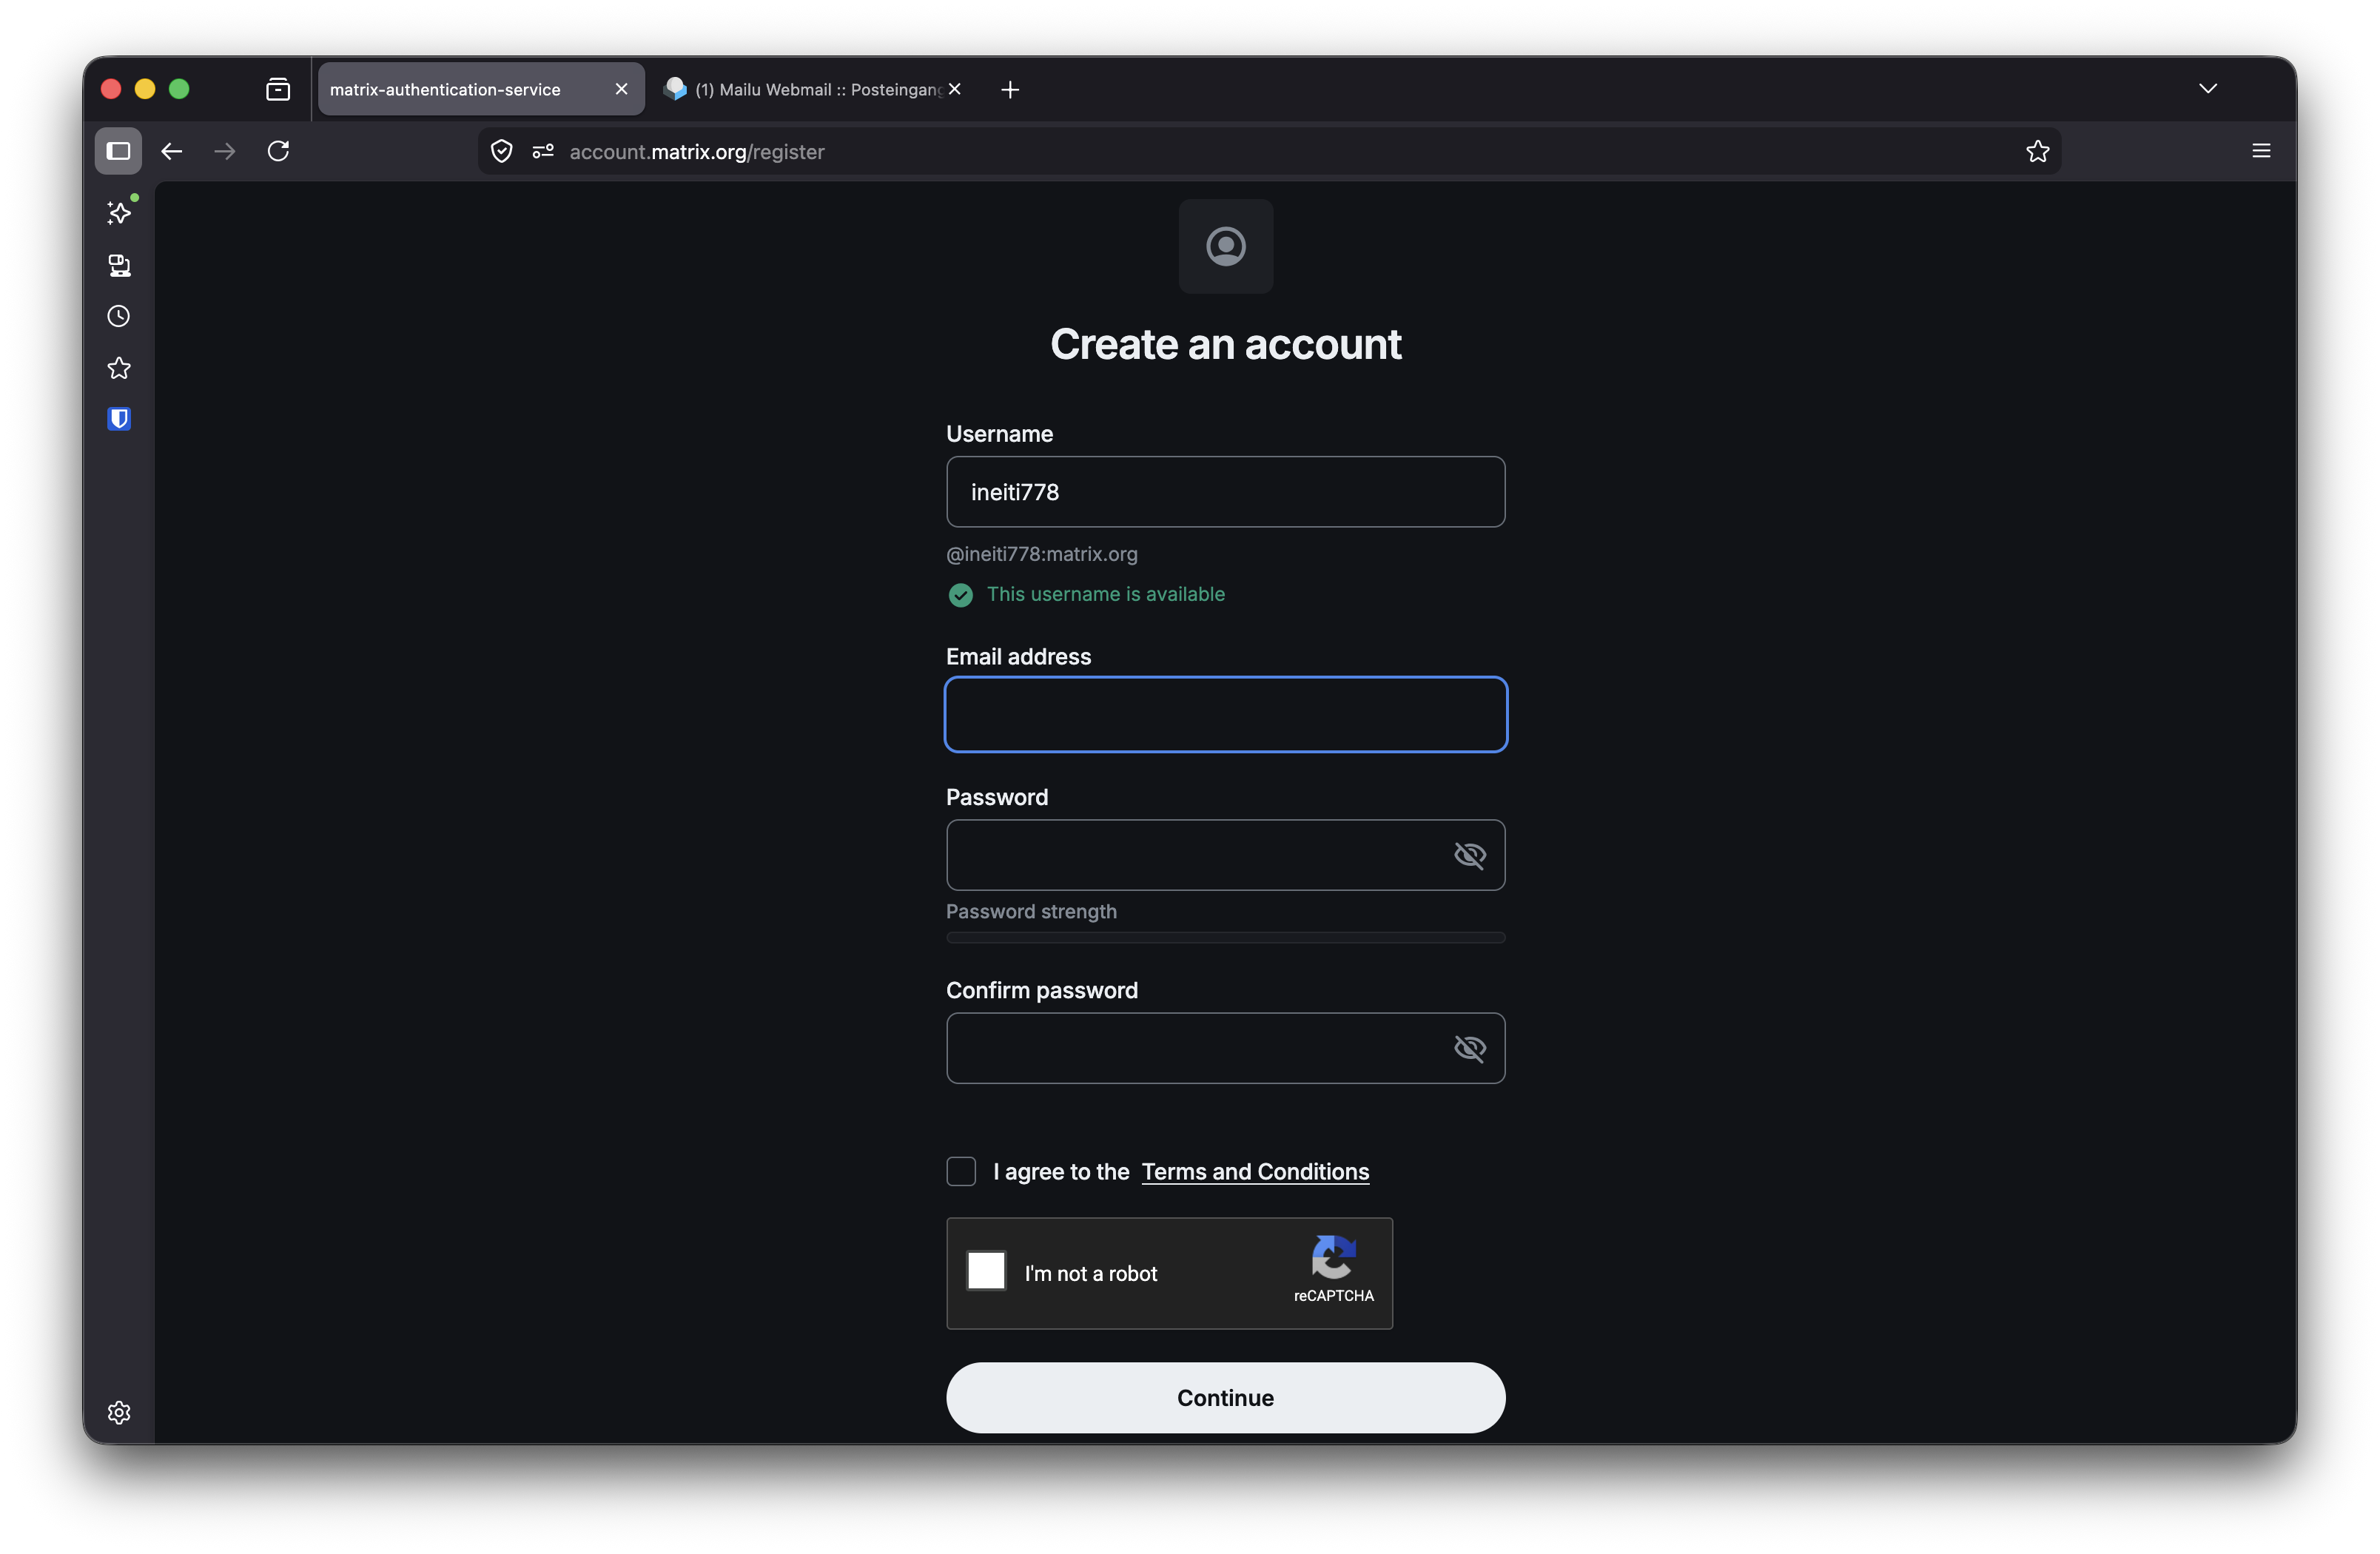 matrix-authentication-service
(1) Mailu Webmail :: Posteingang
account.matrix.org/register
Create an account
Username
ineiti778
@ineiti778:matrix.org
This username is available
Email address
Password
Password strength
Confirm password
I agree to the Terms and Conditions
I'm not a robot
reCAPTCHA
Continue